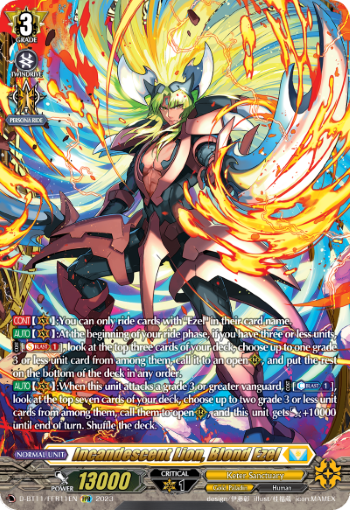 3
GRADE
TWINDRIVE
PERSONA RIDE
CONT【】:You can only ride cards with "Ezel" in their card name.
AUTO【】:At the beginning of your ride phase, if you have three or less units,
1 , look at the top three cards of your deck, choose up to one grade
3 or less unit card from among them, call it to an open , and put the rest
on the bottom of the deck in any order.
AUTO【】:When this unit attacks a grade 3 or greater vanguard, 1 ,
look at the top seven cards of your deck, choose up to two grade 3 or less unit
cards from among them, call them to open , and this unit gets +10000
until end of turn. Shuffle the deck.
NORMAL UNIT
Incandescent Lion, Blond Ezel
13000
CRITICAL
1
Keter Sanctuary
Gold Paladin
Human
2023